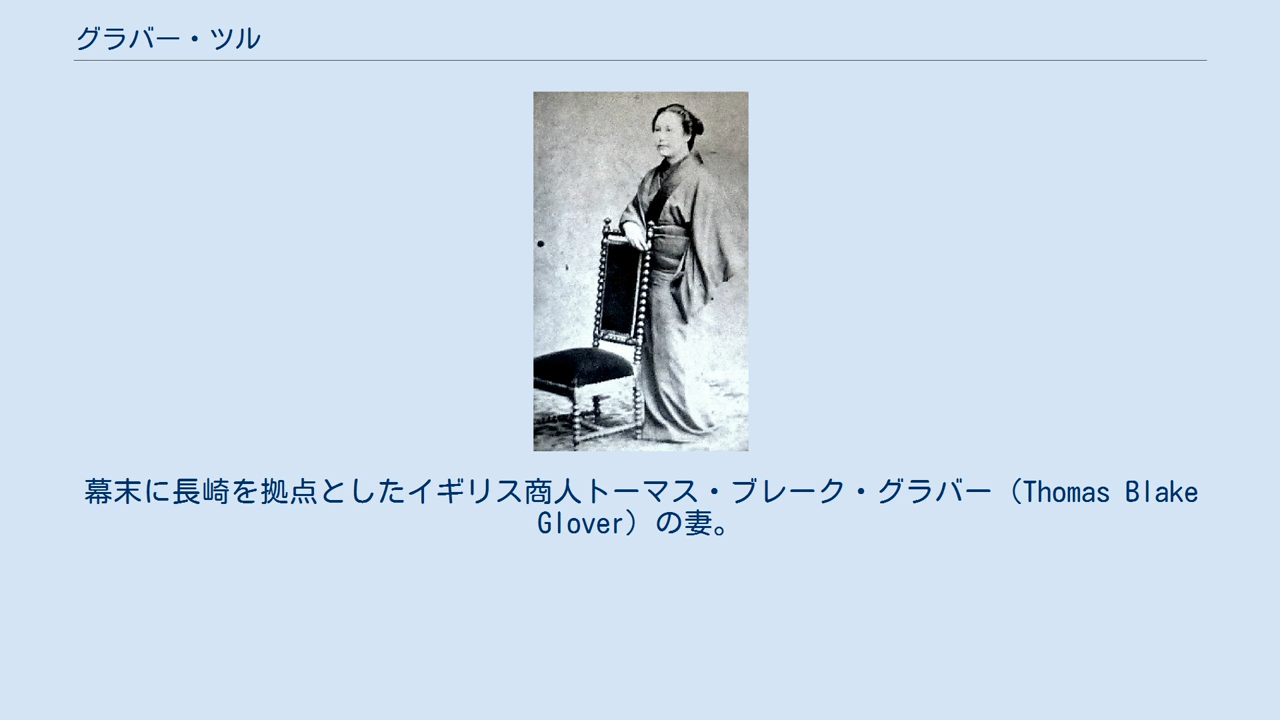 グラバー・ツル
幕末に長崎を拠点としたイギリス商人トーマス・ブレーク・グラバー（Thomas Blake
Glover）の妻。